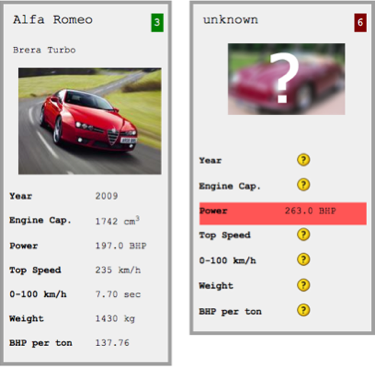 Alfa Romeo 3
Brera Turbo
Year 2009
Engine Cap. 1742 cm³
Power 197.0 BHP
Top Speed 235 km/h
0-100 km/h 7.70 sec
Weight 1430 kg
BHP per ton 137.76
unknown 6
?
Year ?
Engine Cap. ?
Power 263.0 BHP
Top Speed ?
0-100 km/h ?
Weight ?
BHP per ton ?